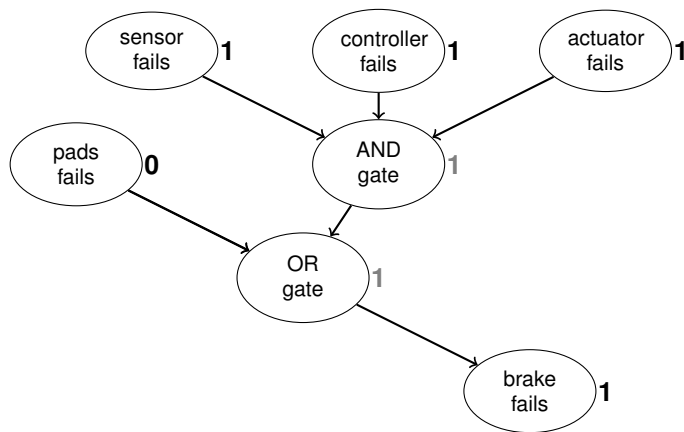 sensor
fails
1
controller
fails
1
actuator
fails
1
pads
fails
0
AND
gate
1
OR
gate
1
brake
fails
1